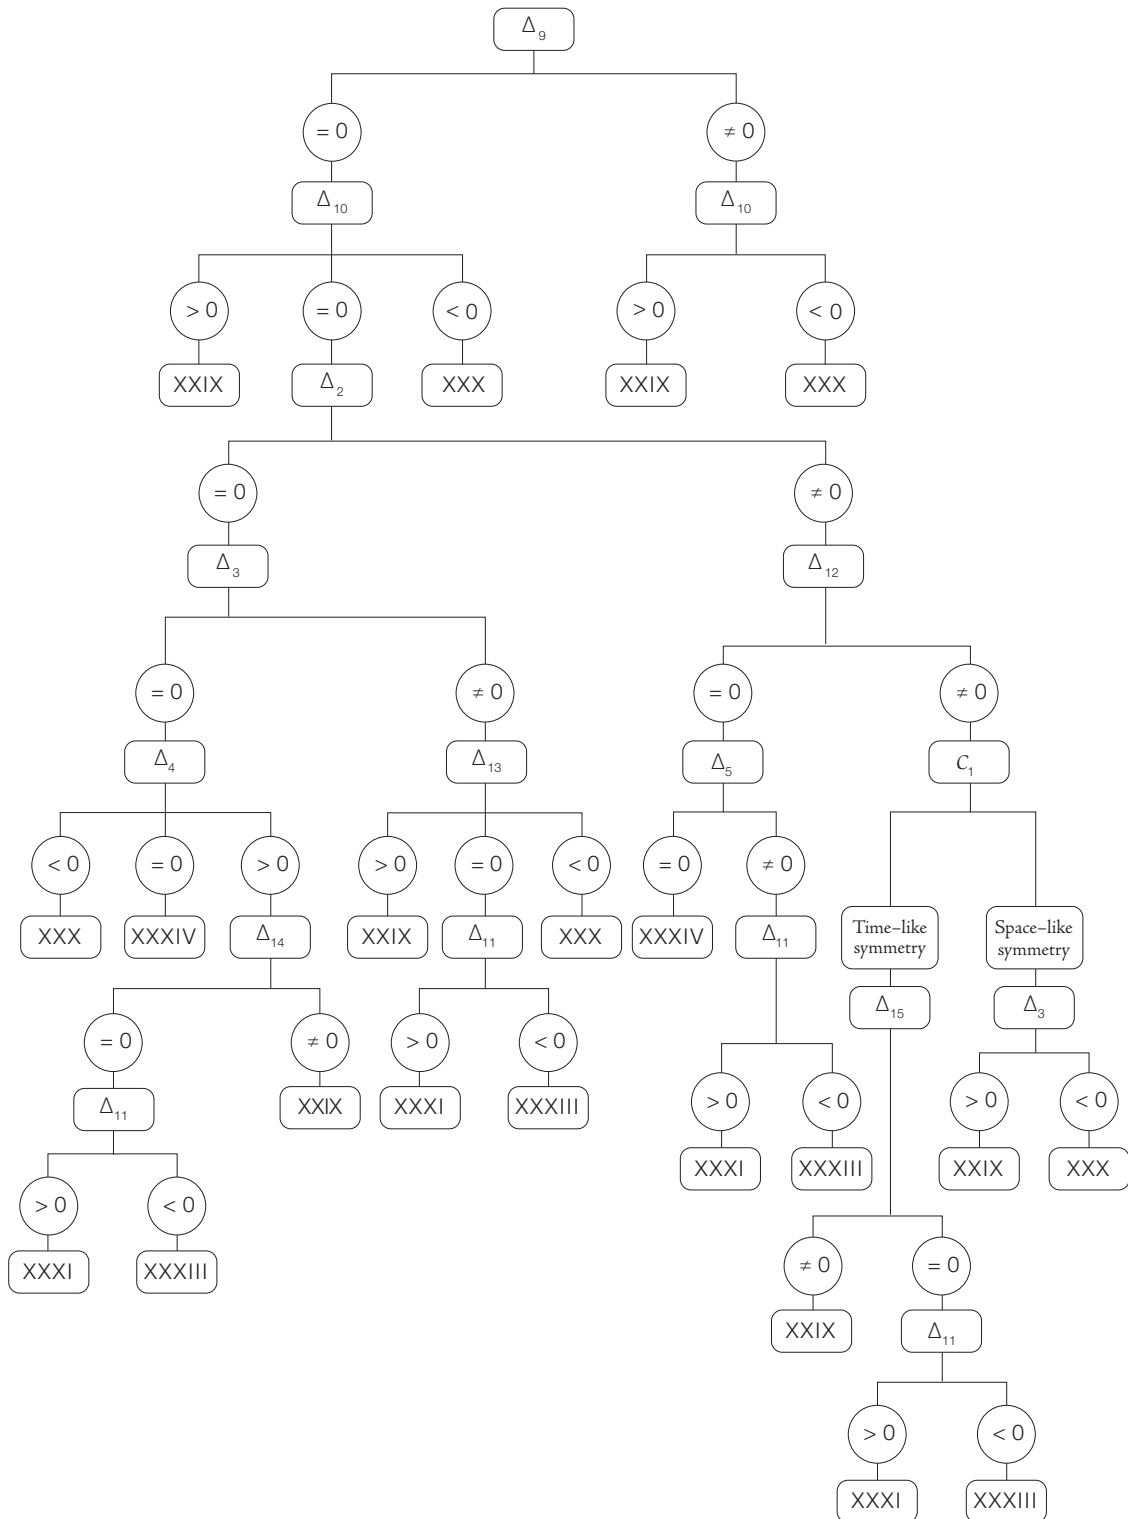 Δ₉
= 0 ≠ 0
Δ₁₀ Δ₁₀
> 0 = 0 < 0 > 0 < 0
XXIX Δ₂ XXX XXIX XXX
= 0 ≠ 0
Δ₃ Δ₁₂
= 0 ≠ 0 = 0 ≠ 0
Δ₄ Δ₁₃ Δ₅ C₁
< 0 = 0 > 0 > 0 = 0 < 0 = 0 ≠ 0
XXX XXXIV Δ₁₄ XXIX Δ₁₁ XXX XXXIV Δ₁₁ Time–like Space–like
symmetry symmetry
Δ₁₅ Δ₃
= 0 ≠ 0 > 0 < 0
Δ₁₁ XXIX XXXI XXXIII > 0 < 0 > 0 < 0
XXXI XXXIII XXIX XXX
> 0 < 0
XXXI XXXIII ≠ 0 = 0
XXIX Δ₁₁
> 0 < 0
XXXI XXXIII